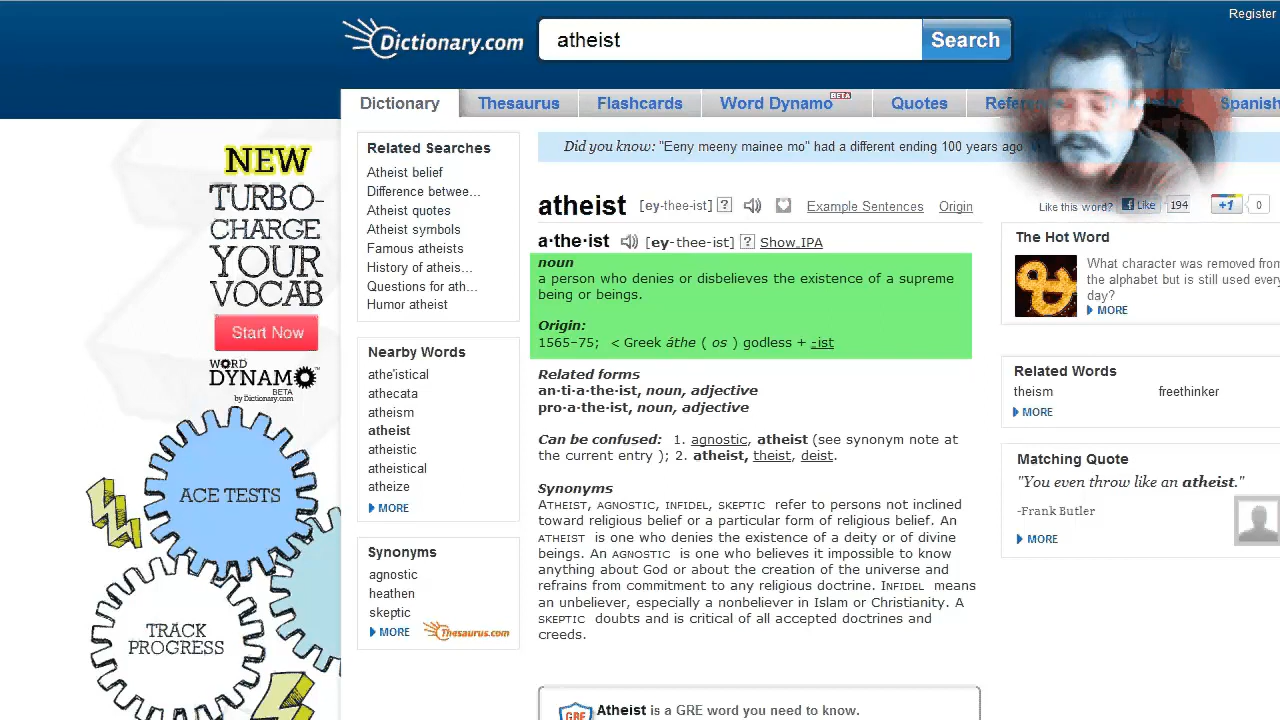 Register
Dictionary.com
atheist
Search
Dictionary
Thesaurus
Flashcards
Word Dynamo
BETA
Quotes
Spanish
NEW
TURBO-
CHARGE
YOUR
VOCAB
Start Now
WORD
DYNAMO
BETA
by Dictionary.com
ACE TESTS
TRACK
PROGRESS
Related Searches
Atheist belief
Difference betwee...
Atheist quotes
Atheist symbols
Famous atheists
History of atheis...
Questions for ath...
Humor atheist
Nearby Words
athe'istical
athecata
atheism
atheist
atheistic
atheistical
atheize
MORE
Synonyms
agnostic
heathen
skeptic
MORE
Thesaurus.com
Did you know: "Eeny meeny mainee mo" had a different ending 100 years ago
atheist [ey-thee-ist] ? Example Sentences Origin
a·the·ist [ey-thee-ist] ? Show IPA
noun
a person who denies or disbelieves the existence of a supreme
being or beings.
Origin:
1565–75; < Greek áthe ( os ) godless + -ist
Related forms
an·ti·a·the·ist, noun, adjective
pro·a·the·ist, noun, adjective
Can be confused: 1. agnostic, atheist (see synonym note at
the current entry ); 2. atheist, theist, deist.
Synonyms
ATHEIST, AGNOSTIC, INFIDEL, SKEPTIC refer to persons not inclined
toward religious belief or a particular form of religious belief. An
ATHEIST is one who denies the existence of a deity or of divine
beings. An AGNOSTIC is one who believes it impossible to know
anything about God or about the creation of the universe and
refrains from commitment to any religious doctrine. INFIDEL means
an unbeliever, especially a nonbeliever in Islam or Christianity. A
SKEPTIC doubts and is critical of all accepted doctrines and
creeds.
GRE
Atheist is a GRE word you need to know.
Like this word?
Like
194
+1
0
The Hot Word
What character was removed from
the alphabet but is still used every
day?
MORE
Related Words
theism
freethinker
MORE
Matching Quote
"You even throw like an atheist."
-Frank Butler
MORE